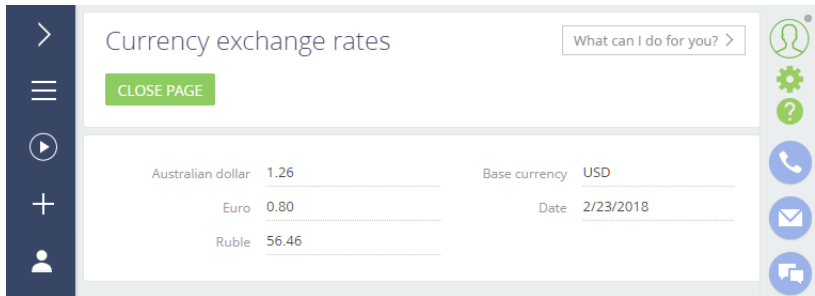 Currency exchange rates
What can I do for you? >
CLOSE PAGE
Australian dollar 1.26
Base currency USD
Euro 0.80
Date 2/23/2018
Ruble 56.46